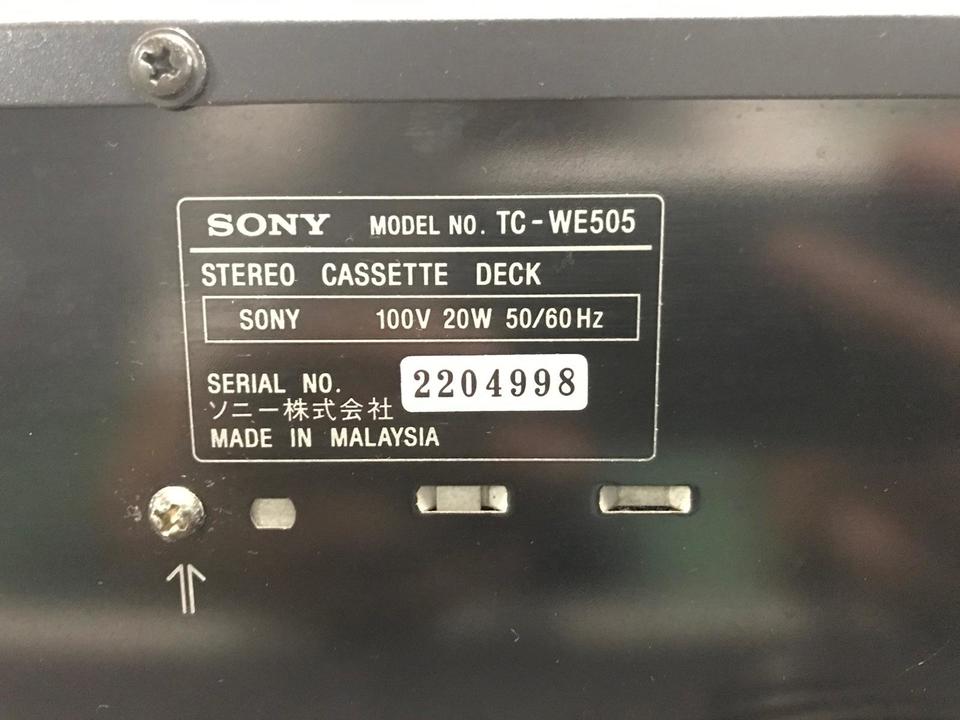 SONY MODEL NO. TC-WE505
STEREO CASSETTE DECK
SONY 100V 20W 50/60Hz
SERIAL NO. 2204998
ソニー株式会社
MADE IN MALAYSIA